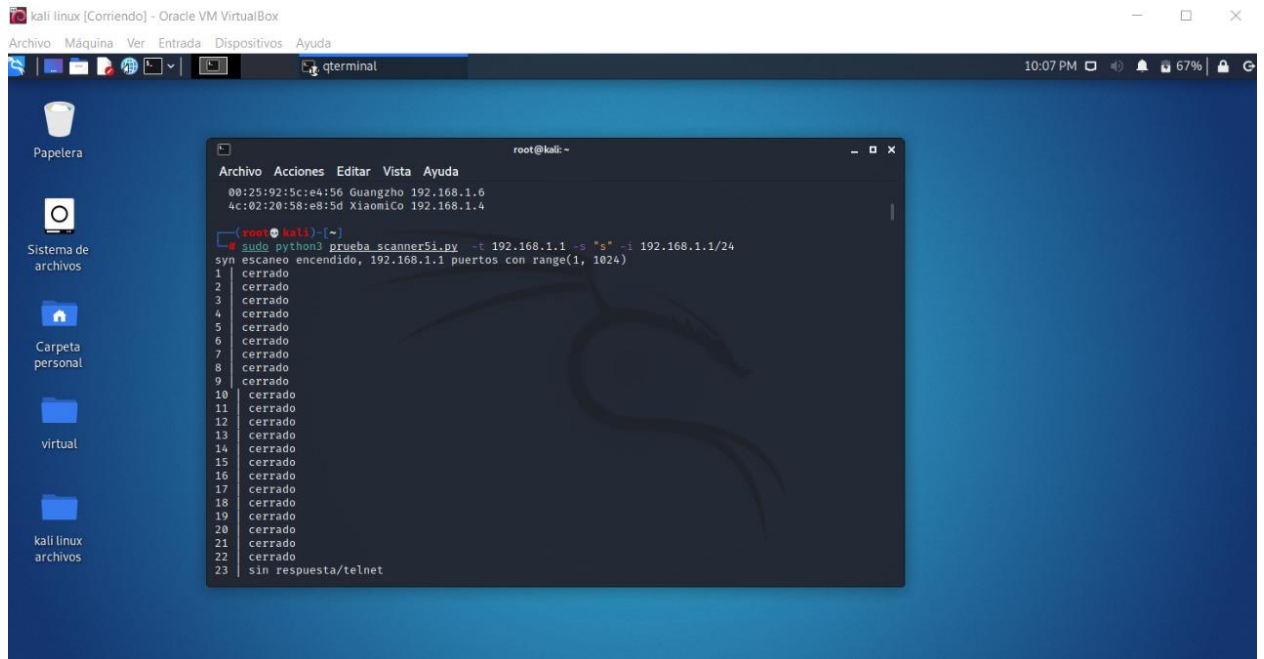 kali linux [Corriendo] - Oracle VM VirtualBox
Archivo Máquina Ver Entrada Dispositivos Ayuda
qterminal
10:07 PM
67%
Papelera
Sistema de
archivos
Carpeta
personal
virtual
kali linux
archivos
root@kali: ~
Archivo Acciones Editar Vista Ayuda
00:25:92:5c:e4:56 Guangzho 192.168.1.6
4c:02:20:58:e8:5d XiaomiCo 192.168.1.4
(root💀kali)-[~]
# sudo python3 prueba_scanner5i.py -t 192.168.1.1 -s "s" -i 192.168.1.1/24
syn escaneo encendido, 192.168.1.1 puertos con range(1, 1024)
1 | cerrado
2 | cerrado
3 | cerrado
4 | cerrado
5 | cerrado
6 | cerrado
7 | cerrado
8 | cerrado
9 | cerrado
10 | cerrado
11 | cerrado
12 | cerrado
13 | cerrado
14 | cerrado
15 | cerrado
16 | cerrado
17 | cerrado
18 | cerrado
19 | cerrado
20 | cerrado
21 | cerrado
22 | cerrado
23 | sin respuesta/telnet